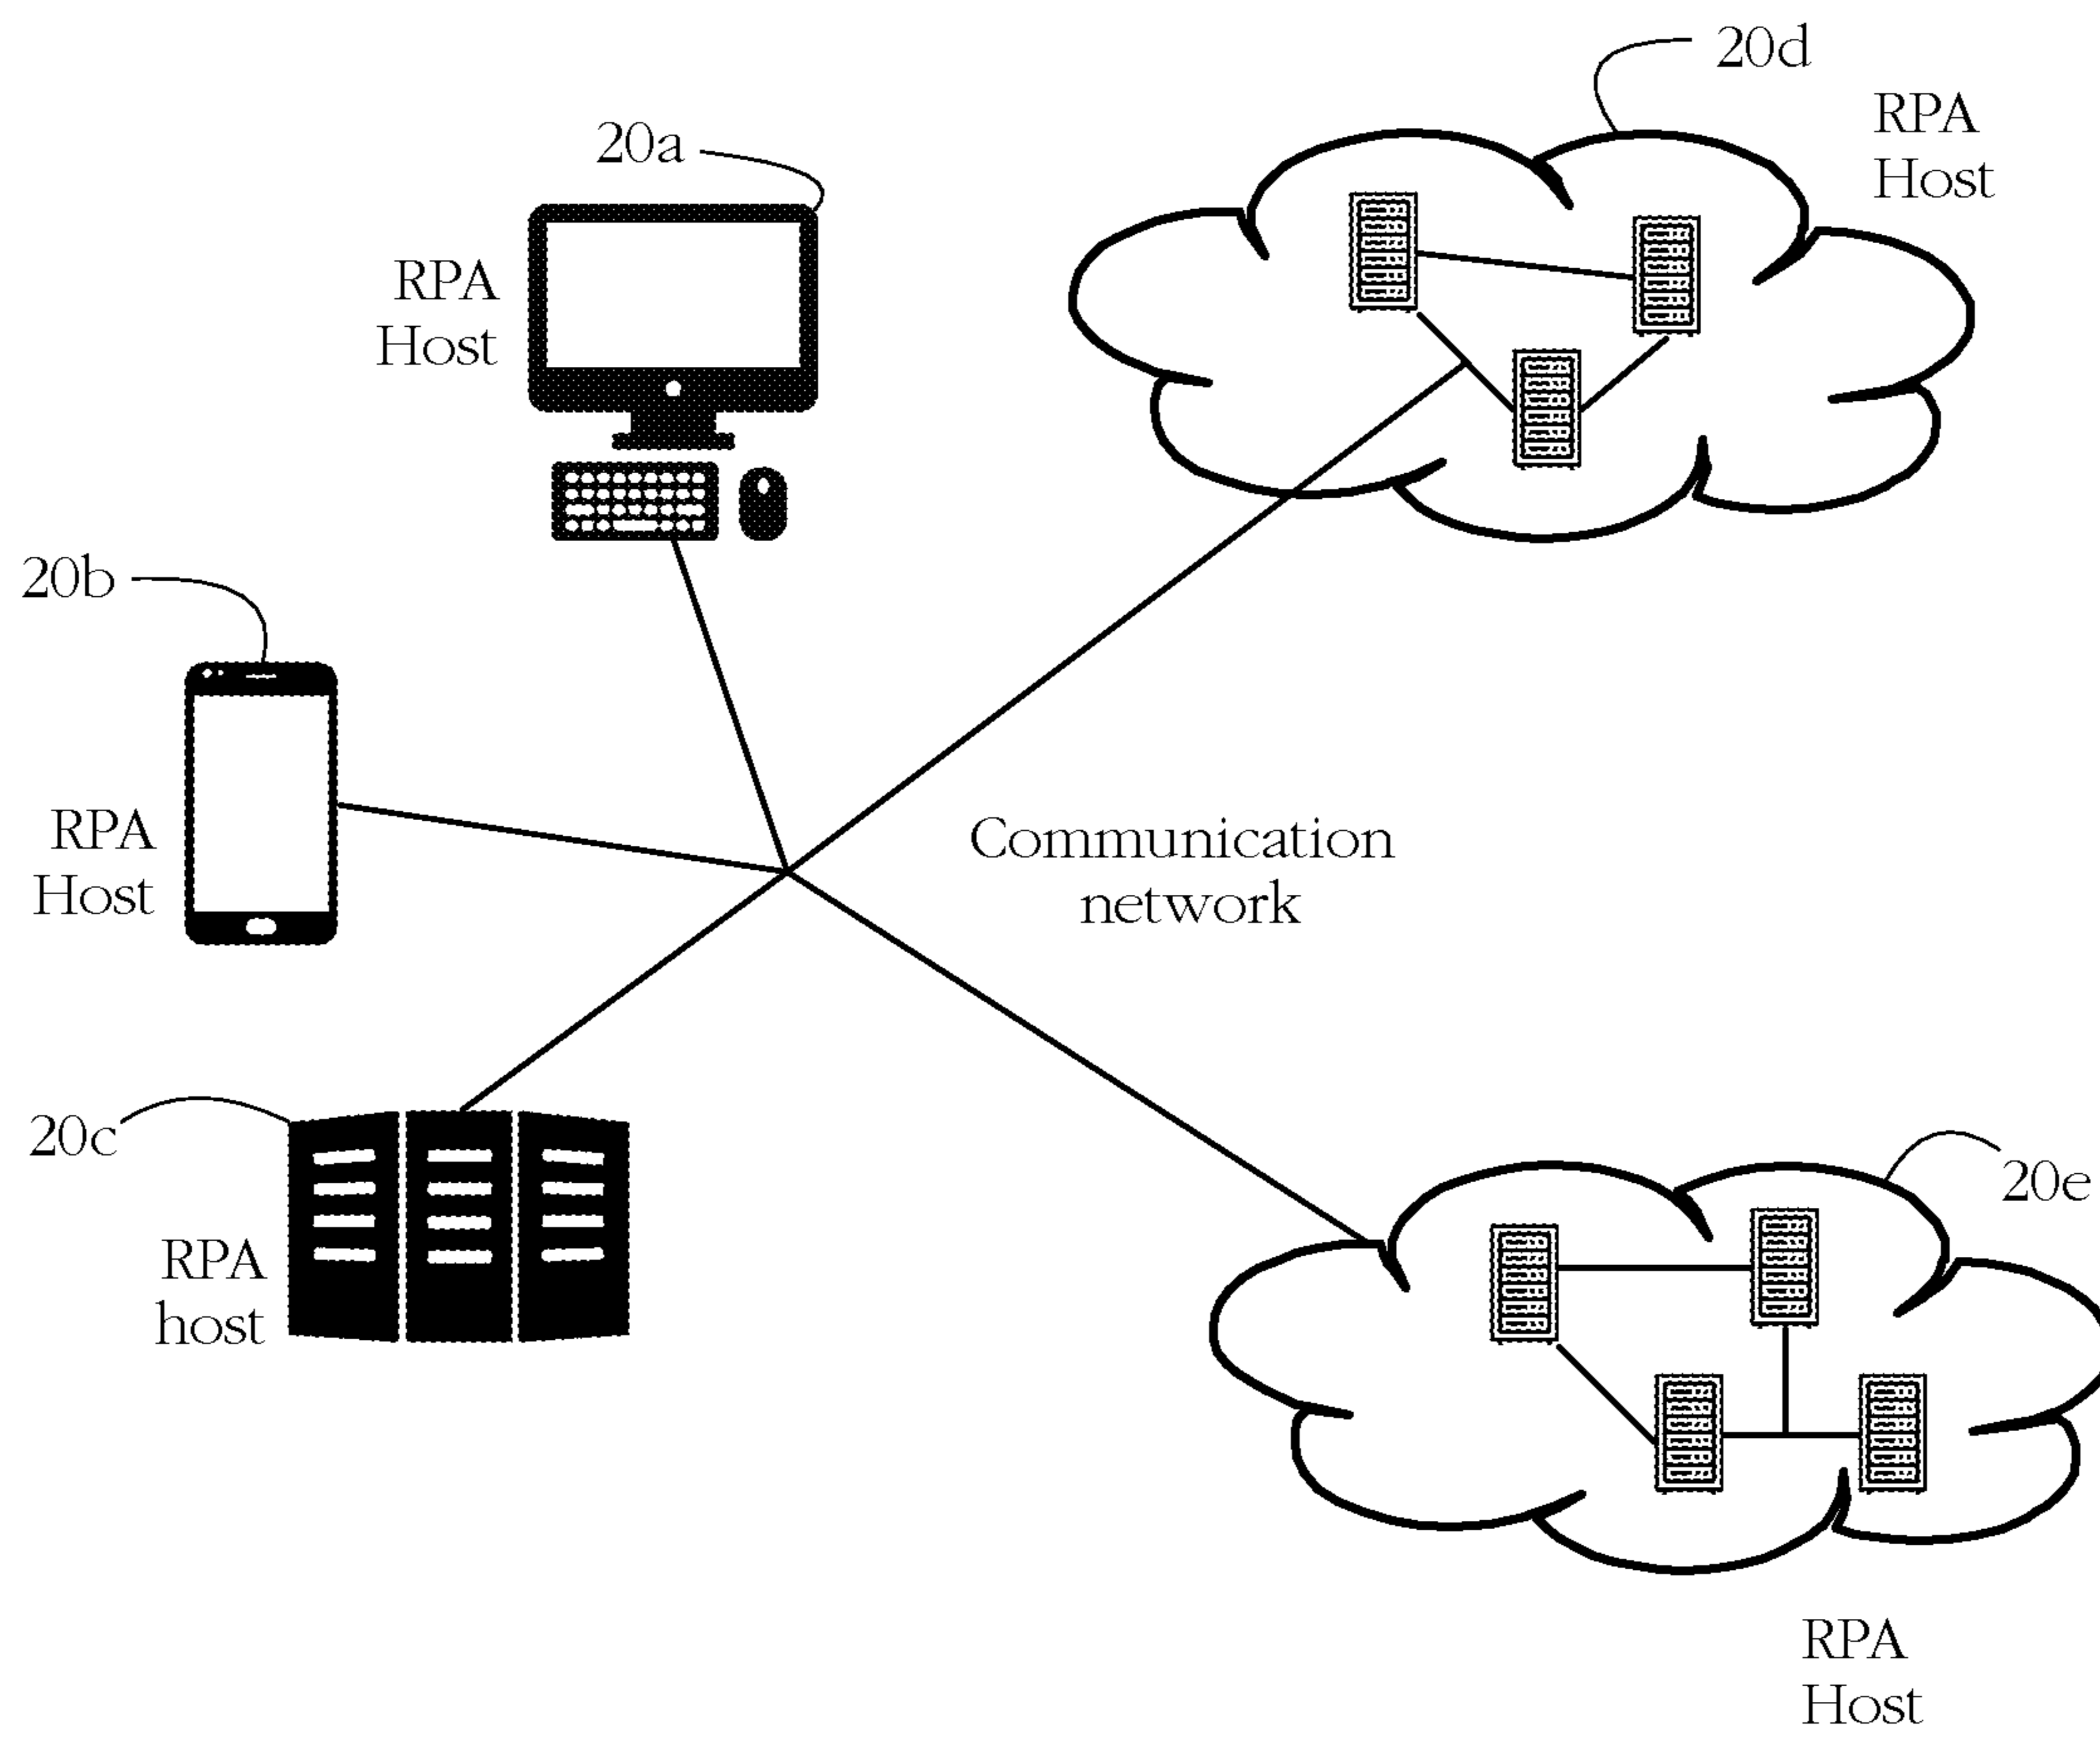 20d
RPA
Host
20a
RPA
Host
20b
RPA
Host
Communication
network
20c
RPA
host
20e
RPA
Host